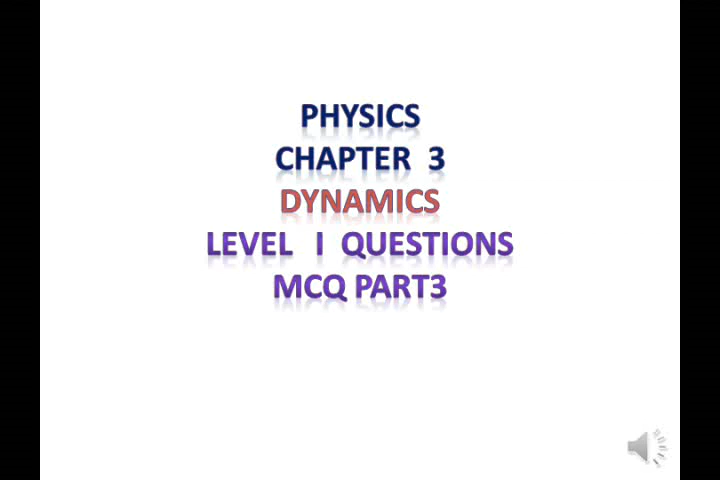 PHYSICS
CHAPTER 3
DYNAMICS
LEVEL I QUESTIONS
MCQ PART3